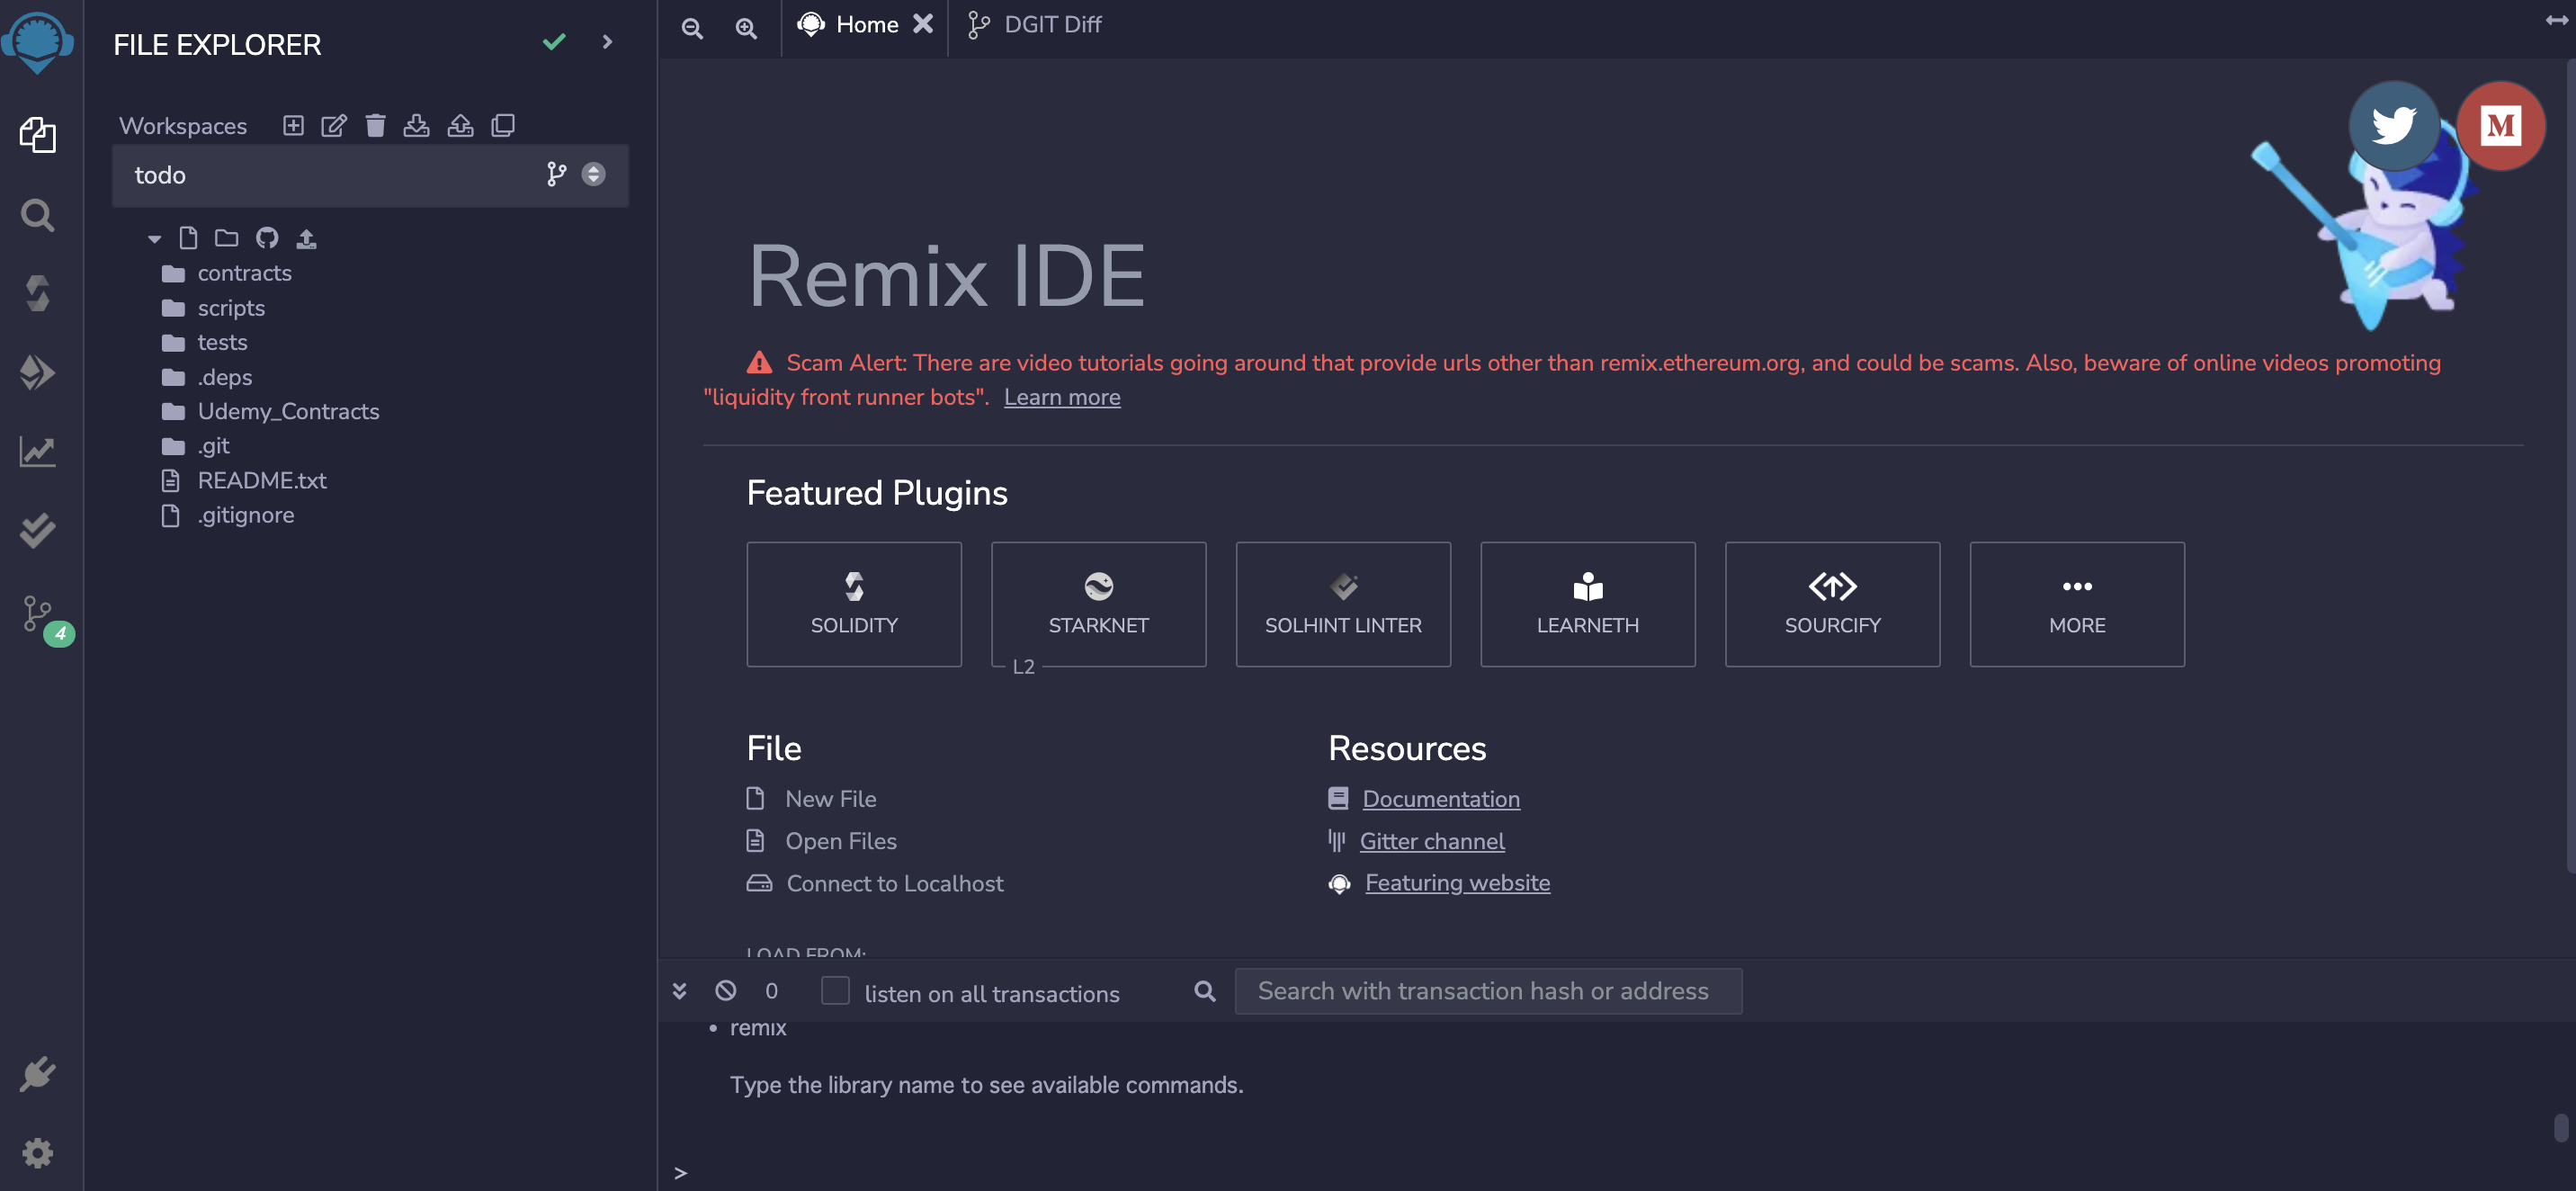 FILE EXPLORER
Workspaces
todo
contracts
scripts
tests
.deps
Udemy_Contracts
.git
README.txt
.gitignore
4
Home
DGIT Diff
M
Remix IDE
Scam Alert: There are video tutorials going around that provide urls other than remix.ethereum.org, and could be scams. Also, beware of online videos promoting
"liquidity front runner bots". Learn more
Featured Plugins
SOLIDITY
STARKNET
L2
SOLHINT LINTER
LEARNETH
SOURCIFY
MORE
File
New File
Open Files
Connect to Localhost
LOAD FROM:
Resources
Documentation
Gitter channel
Featuring website
0
listen on all transactions
Search with transaction hash or address
• remix
Type the library name to see available commands.
>